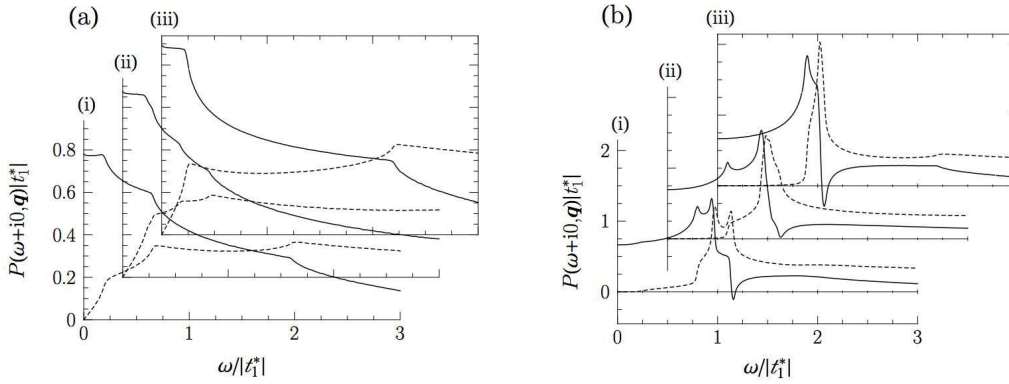 (a)
(iii)
(ii)
(i)
0.8
0.6
0.4
0.2
0
0
1
2
3
P(ω+i0,q)|t₁*|
ω/|t₁*|
(b)
(iii)
(ii)
(i)
2
1
0
0
1
2
3
P(ω+i0,q)|t₁*|
ω/|t₁*|